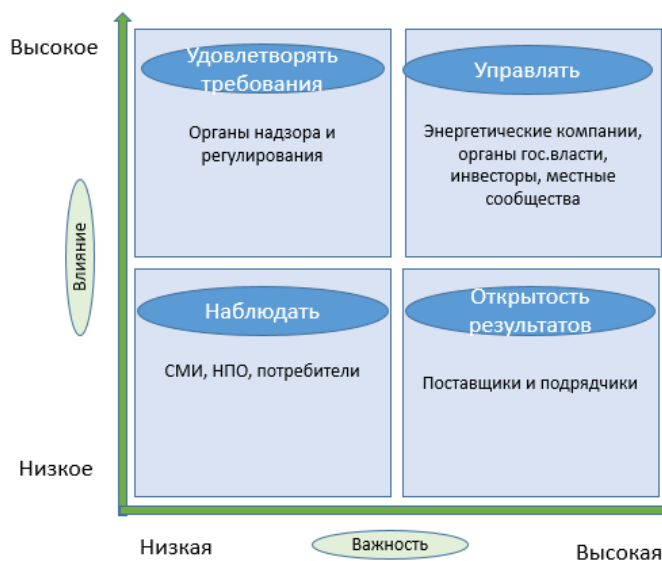 Высокое
Удовлетворять
требования
Органы надзора и
регулирования
Управлять
Энергетические компании,
органы гос.власти,
инвесторы, местные
сообщества
Влияние
Наблюдать
СМИ, НПО, потребители
Открытость
результатов
Поставщики и подрядчики
Низкое
Низкая
Важность
Высокая